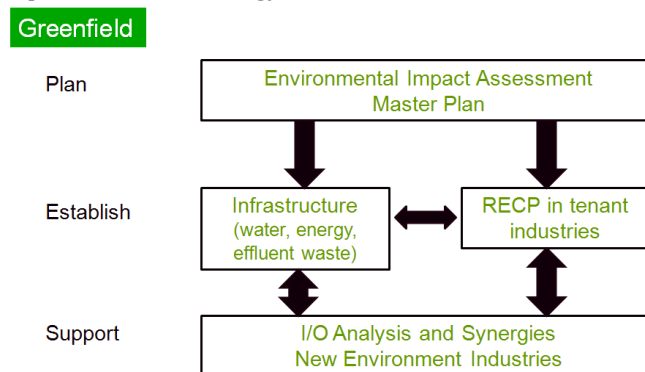 Greenfield
Plan
Environmental Impact Assessment
Master Plan
Establish
Infrastructure
(water, energy,
effluent waste)
RECP in tenant
industries
Support
I/O Analysis and Synergies
New Environment Industries